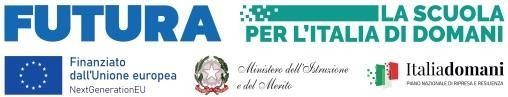 FUTURA
LA SCUOLA
PER L'ITALIA DI DOMANI
Finanziato
dall'Unione europea
NextGenerationEU
Ministero dell'Istruzione
e del Merito
Italiadomani
PIANO NAZIONALE DI RIPRESA E RESILIENZA